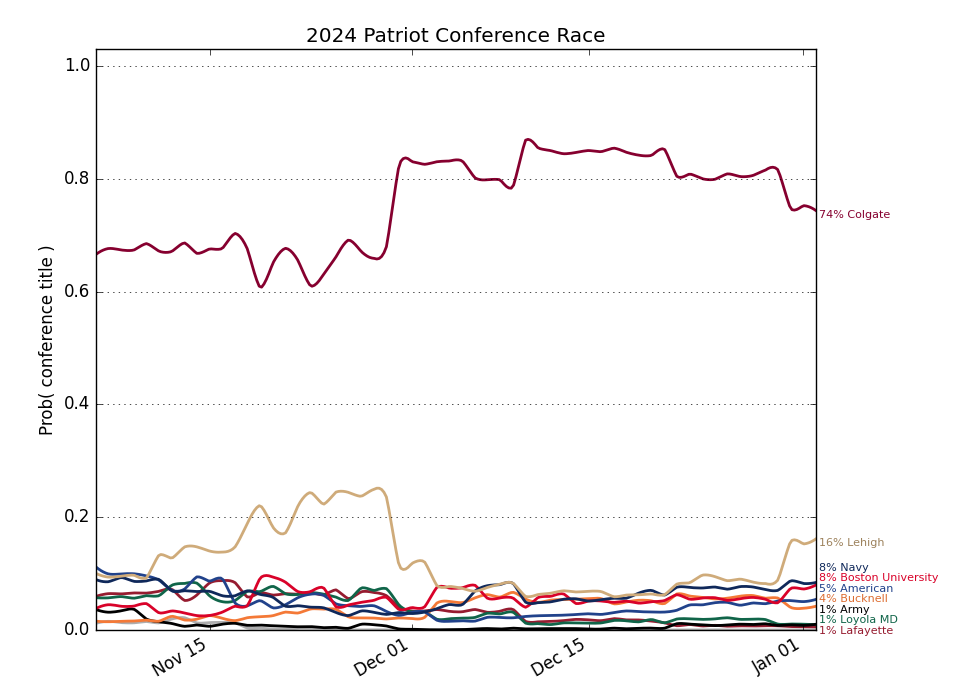 2024 Patriot Conference Race
1.0
0.8
0.6
0.4
0.2
0.0
Prob( conference title )
74% Colgate
16% Lehigh
8% Navy
8% Boston University
5% American
4% Bucknell
1% Army
1% Loyola MD
1% Lafayette
Nov 15
Dec 01
Dec 15
Jan 01